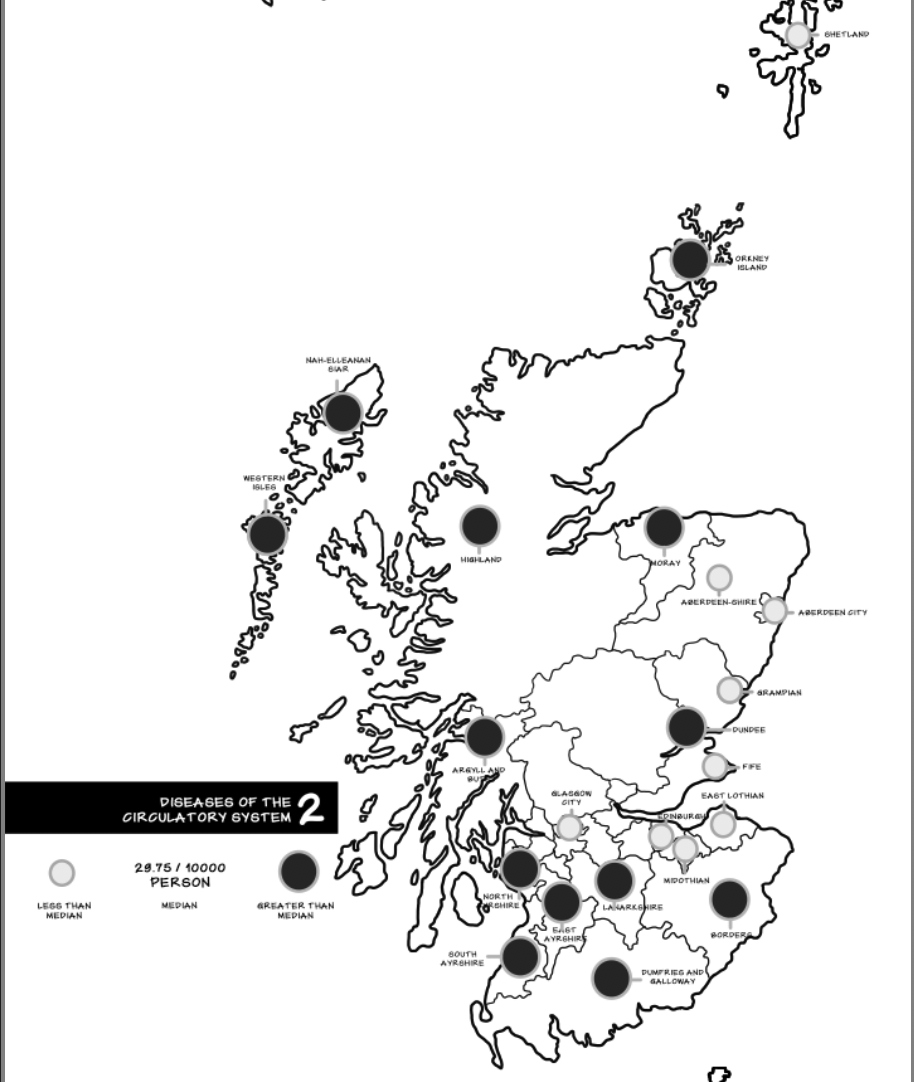 SHETLAND
ORKNEY
ISLAND
NAH-ELLEANAN
SIAR
WESTERN
ISLES
HIGHLAND
MORAY
ABERDEEN-SHIRE
ABERDEEN CITY
GRAMPIAN
DUNDEE
FIFE
ARGYLL AND
BUTE
GLASGOW
CITY
EAST LOTHIAN
EDINBURGH
MIDOTHIAN
DISEASES OF THE
CIRCULATORY SYSTEM 2
29.75 / 10000
PERSON
LESS THAN
MEDIAN
MEDIAN
GREATER THAN
MEDIAN
NORTH
AYRSHIRE
LANARKSHIRE
EAST
AYRSHIRE
BORDERS
SOUTH
AYRSHIRE
DUMFRIES AND
GALLOWAY